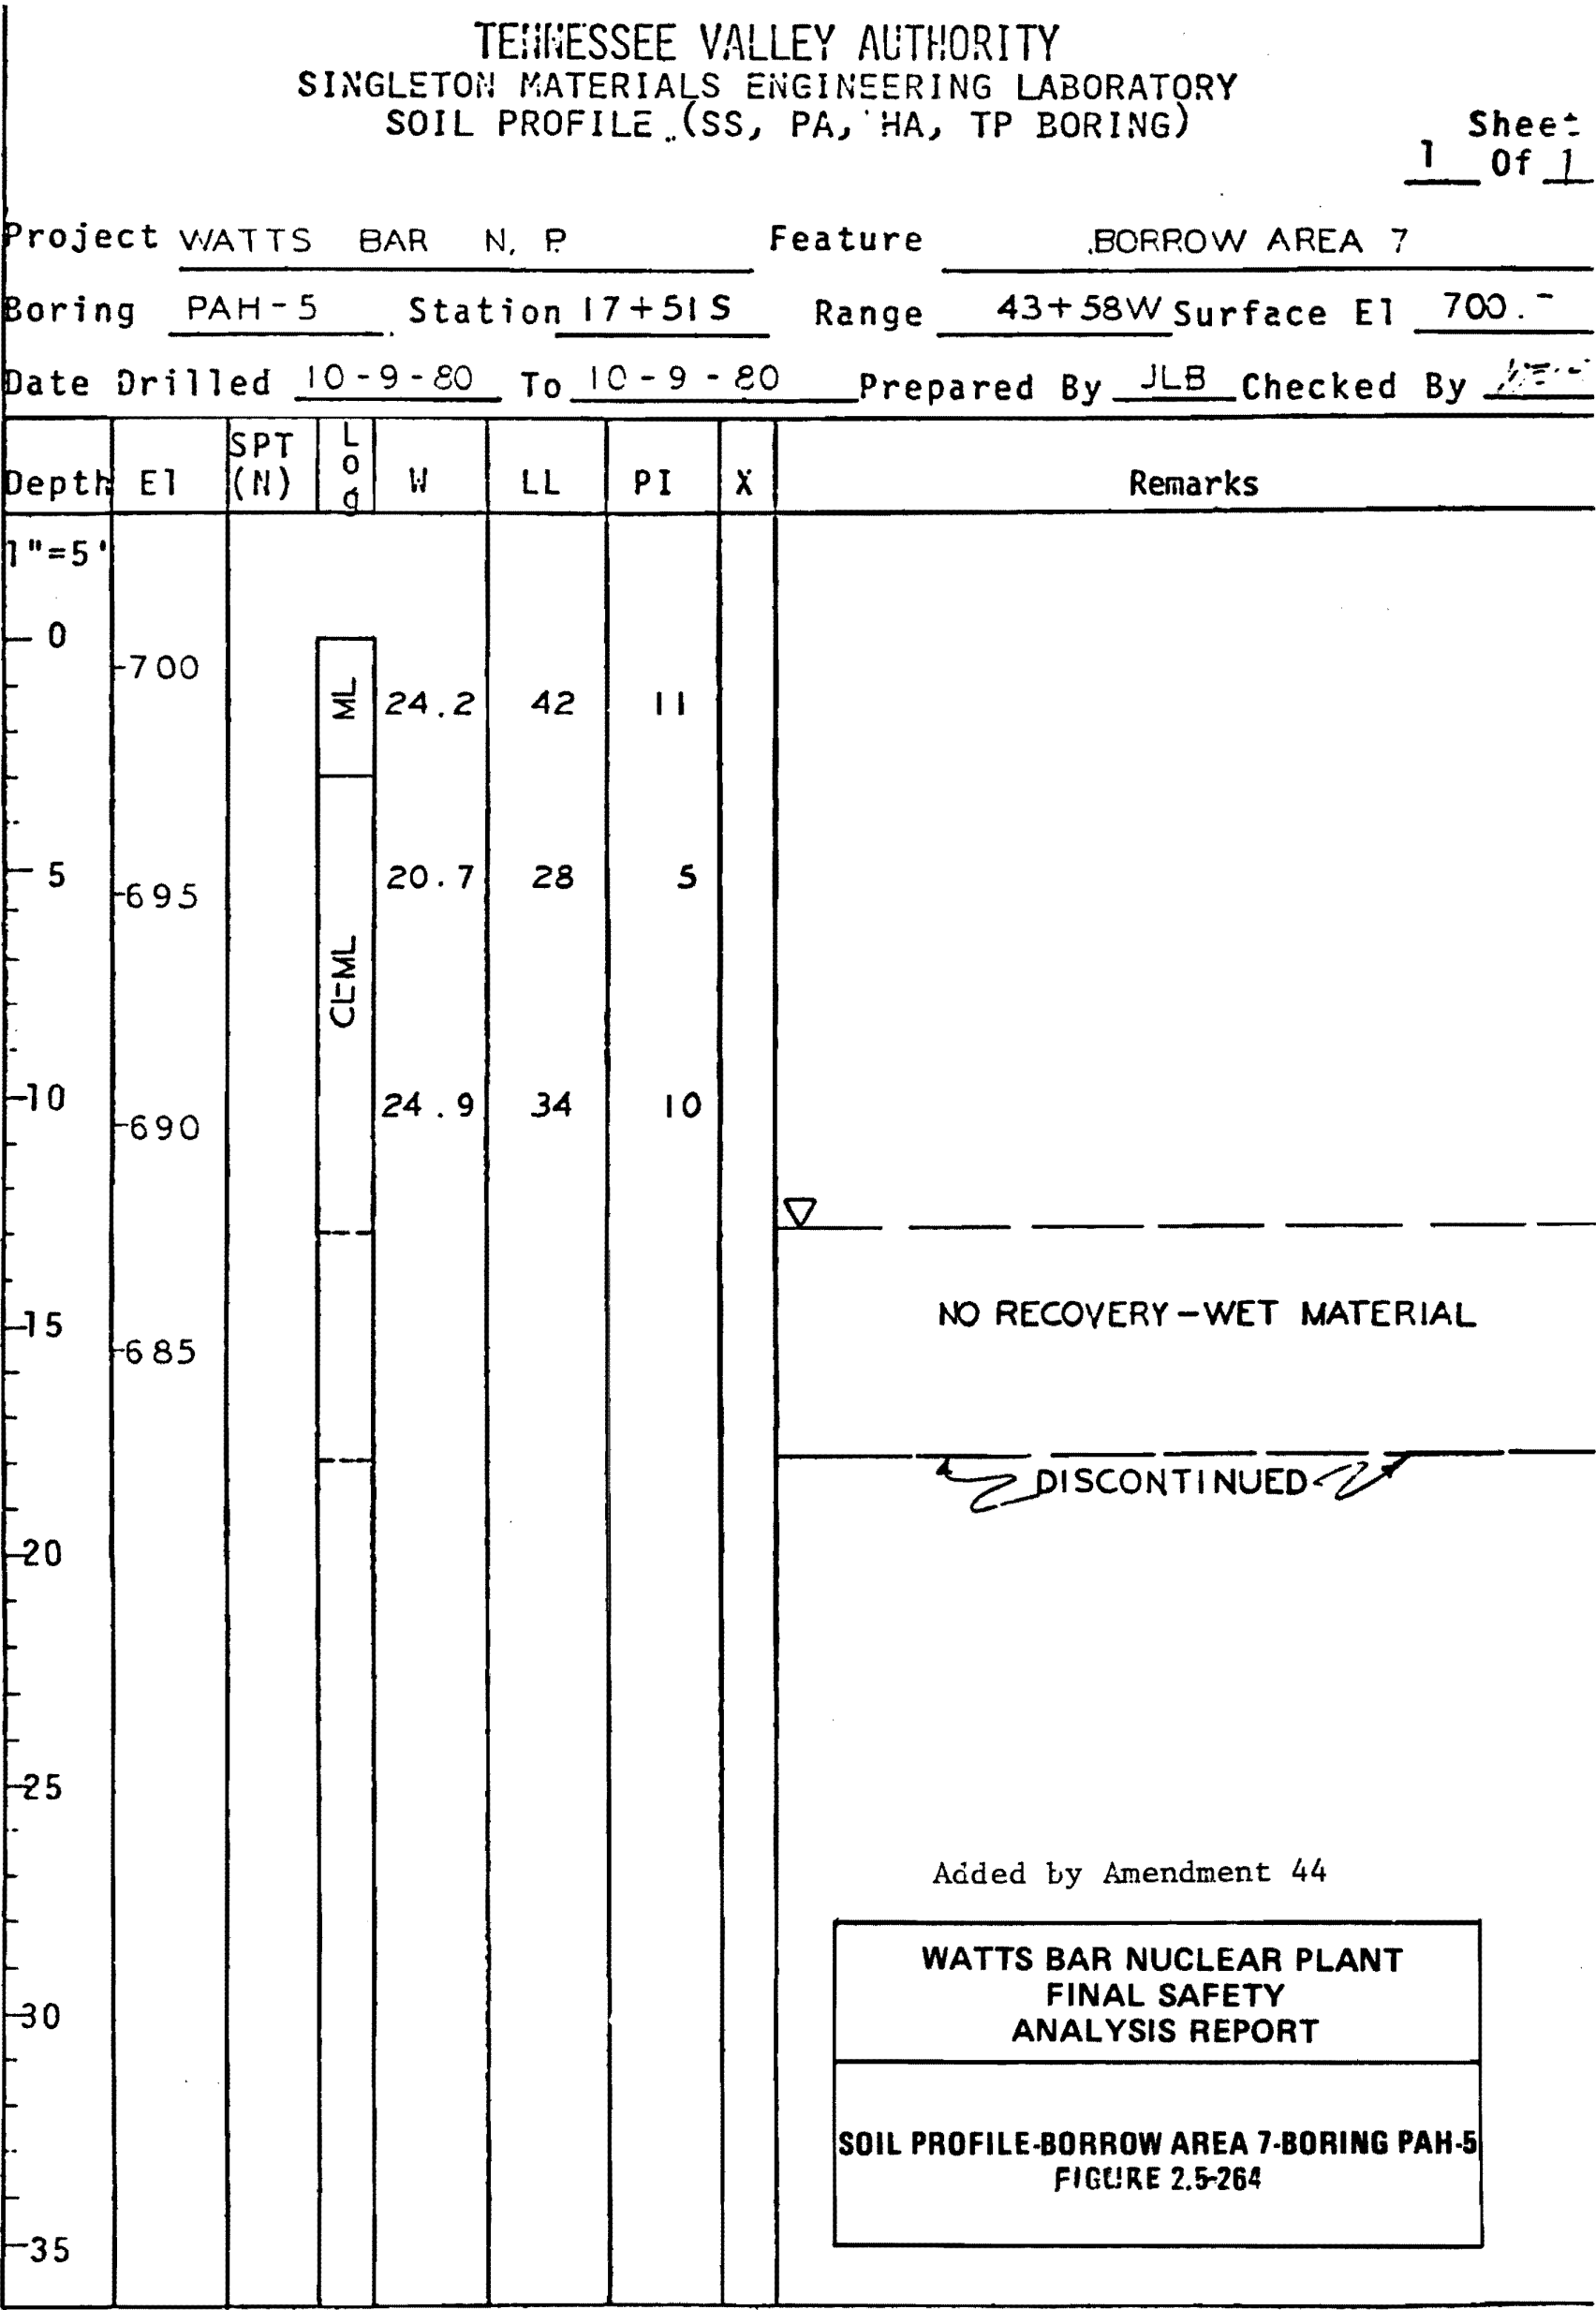 TENNESSEE VALLEY AUTHORITY
SINGLETON MATERIALS ENGINEERING LABORATORY
SOIL PROFILE (SS, PA, HA, TP BORING)
Sheet
1 Of 1
Project WATTS BAR N. P. Feature BORROW AREA 7
Boring PAH-5 Station 17+51 S Range 43+58W Surface El 700.
Date Drilled 10-9-80 To 10-9-80 Prepared By JLB Checked By
Depth El SPT (N) Log W LL PI X Remarks
1"=5'
0
700
ML 24.2 42 11
5 20.7 28 5
695
CL-ML
10 24.9 34 10
690
15 NO RECOVERY-WET MATERIAL
685
DISCONTINUED
20
25
Added by Amendment 44
WATTS BAR NUCLEAR PLANT
FINAL SAFETY
ANALYSIS REPORT
30
SOIL PROFILE-BORROW AREA 7-BORING PAH-5
FIGURE 2.5-264
35